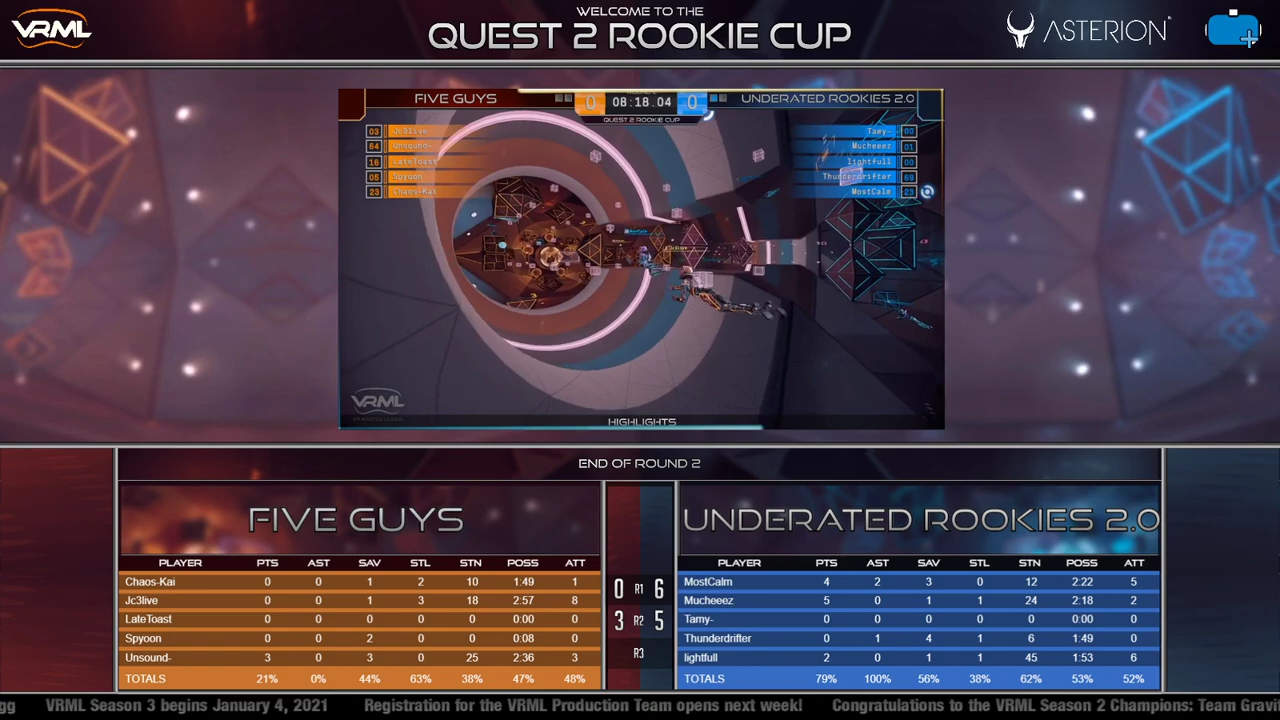 VRML
WELCOME TO THE
QUEST 2 ROOKIE CUP
ASTERION
FIVE GUYS
0
08:18.04
0
UNDERATED ROOKIES 2.0
QUEST 2 ROOKIE CUP
03 Jc3live
64 Unsound-
16 LateToast
05 Spyoon
23 Chaos-Kai
Tamy- 00
Mucheeez 01
lightfull 00
Thunderdrifter 69
MostCalm 23
VRML
HIGHLIGHTS
END OF ROUND 2
FIVE GUYS
PLAYER PTS AST SAV STL STN POSS ATT
Chaos-Kai 0 0 1 2 10 1:49 1
Jc3live 0 0 1 3 18 2:57 8
LateToast 0 0 0 0 0 0:00 0
Spyoon 0 0 2 0 0 0:08 0
Unsound- 3 0 3 0 25 2:36 3
TOTALS 21% 0% 44% 63% 38% 47% 48%
0 R1 6
3 R2 5
R3
UNDERATED ROOKIES 2.0
PLAYER PTS AST SAV STL STN POSS ATT
MostCalm 4 2 3 0 12 2:22 5
Mucheeez 5 0 1 1 24 2:18 2
Tamy- 0 0 0 0 0 0:00 0
Thunderdrifter 0 1 4 1 6 1:49 0
lightfull 2 0 1 1 45 1:53 6
TOTALS 79% 100% 56% 38% 62% 53% 52%
gg VRML Season 3 begins January 4, 2021 Registration for the VRML Production Team opens next week! Congratulations to the VRML Season 2 Champions: Team Gravi